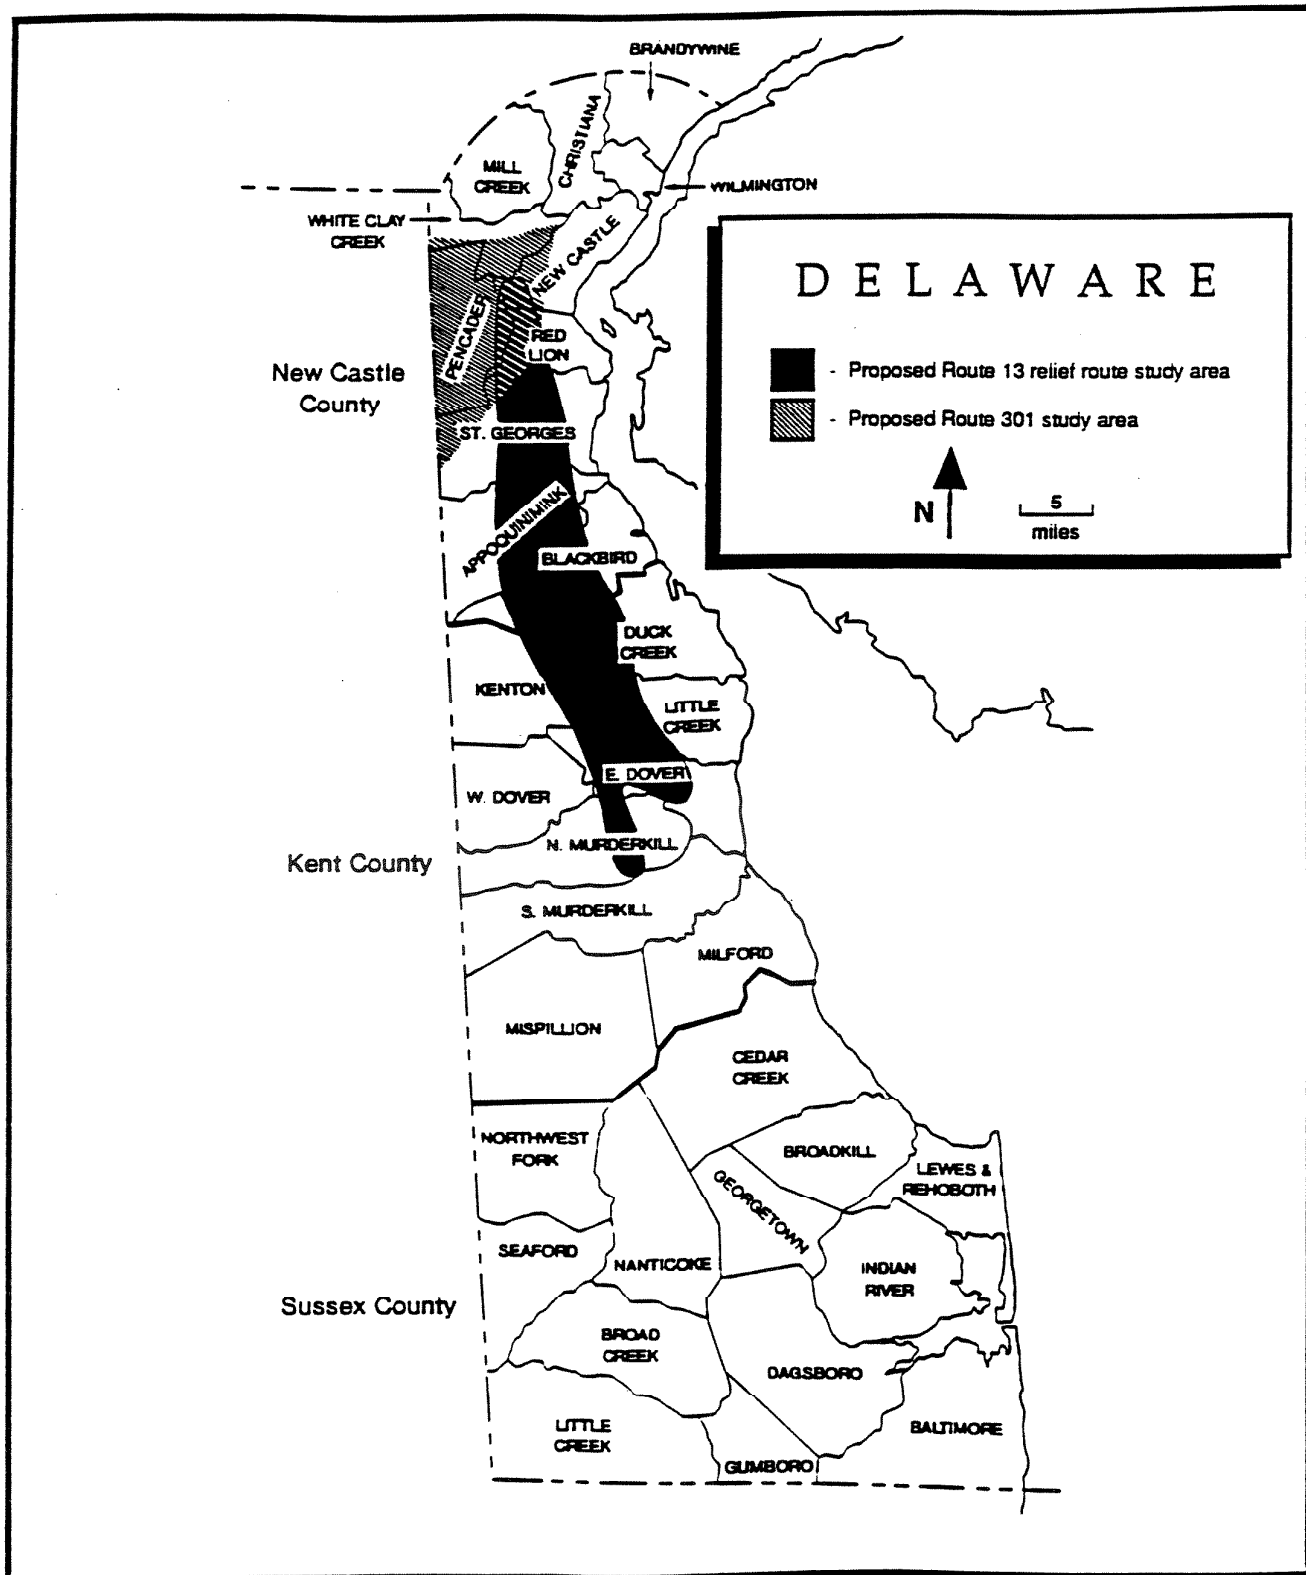 BRANDYWINE
CHRISTIANA
MILL
CREEK
WILMINGTON
WHITE CLAY
CREEK
NEW CASTLE
DELAWARE
PENCADER
RED
LION
- Proposed Route 13 relief route study area
New Castle
County
- Proposed Route 301 study area
ST. GEORGES
N
5
miles
APPOQUINIMINK
BLACKBIRD
DUCK
CREEK
KENTON
LITTLE
CREEK
E. DOVER
W. DOVER
N. MURDERKILL
Kent County
S. MURDERKILL
MILFORD
MISPILLION
CEDAR
CREEK
NORTHWEST
FORK
BROADKILL
LEWES &
REHOBOTH
GEORGETOWN
SEAFORD
NANTICOKE
INDIAN
RIVER
Sussex County
BROAD
CREEK
DAGSBORO
LITTLE
CREEK
BALTIMORE
GUMBORO